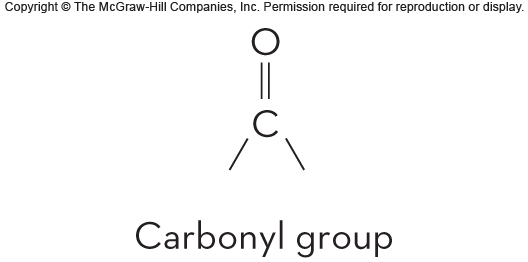 Copyright © The McGraw-Hill Companies, Inc. Permission required for reproduction or display.
O
C
Carbonyl group